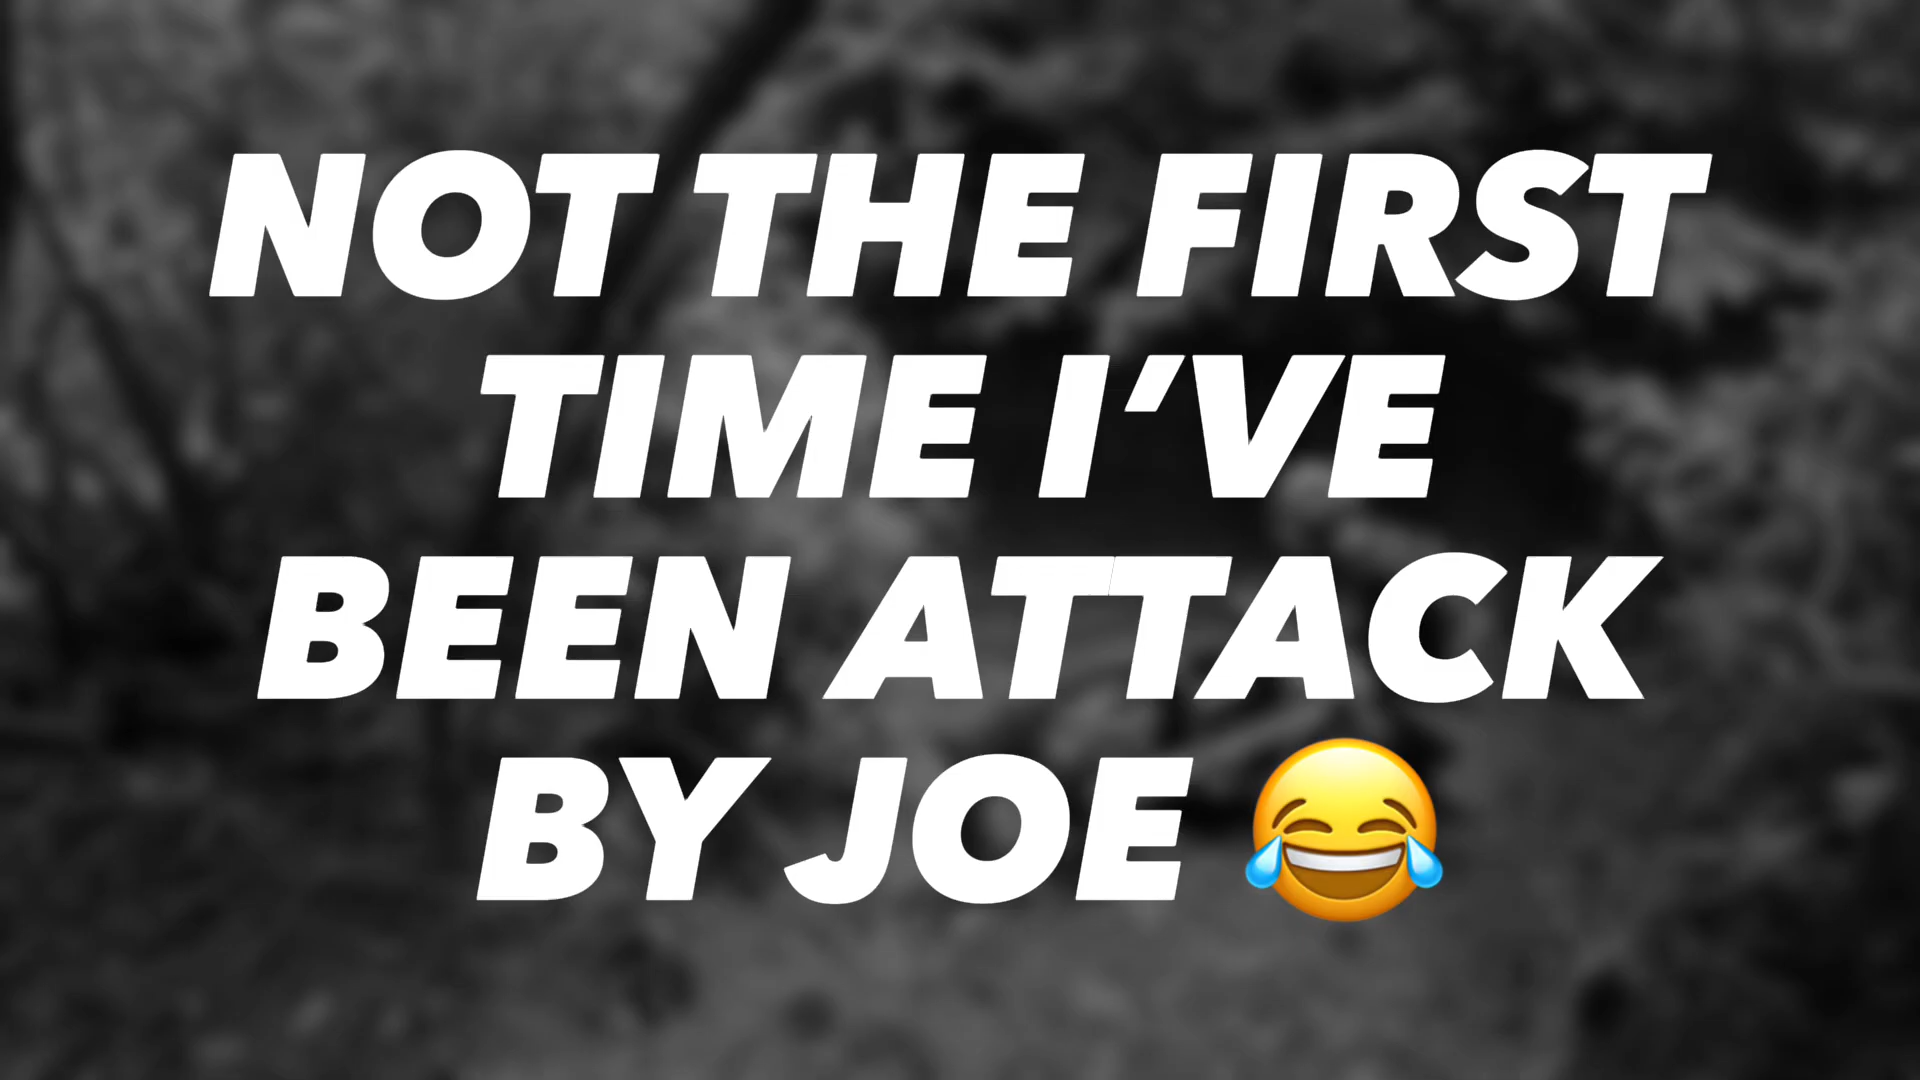 NOT THE FIRST
TIME I’VE
BEEN ATTACK
BY JOE 😂